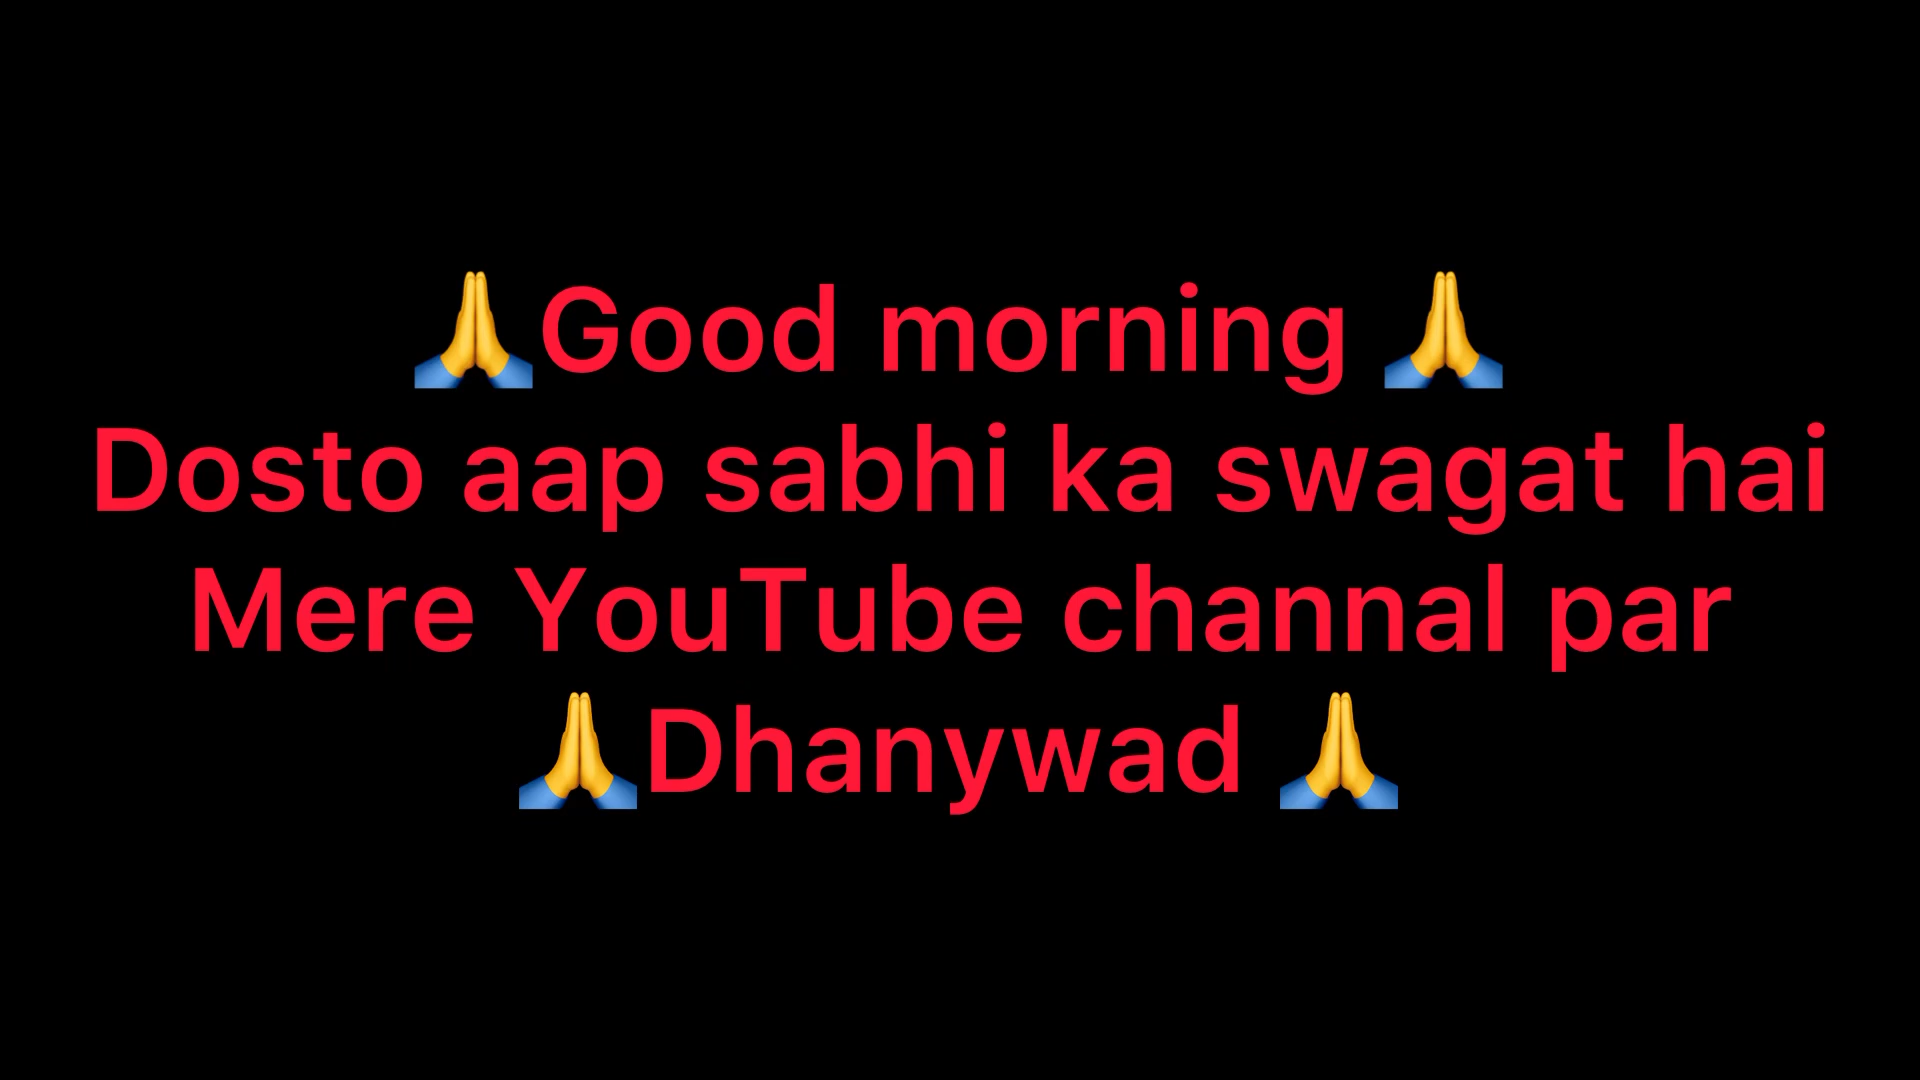 🙏Good morning 🙏
Dosto aap sabhi ka swagat hai
Mere YouTube channal par
🙏Dhanywad 🙏